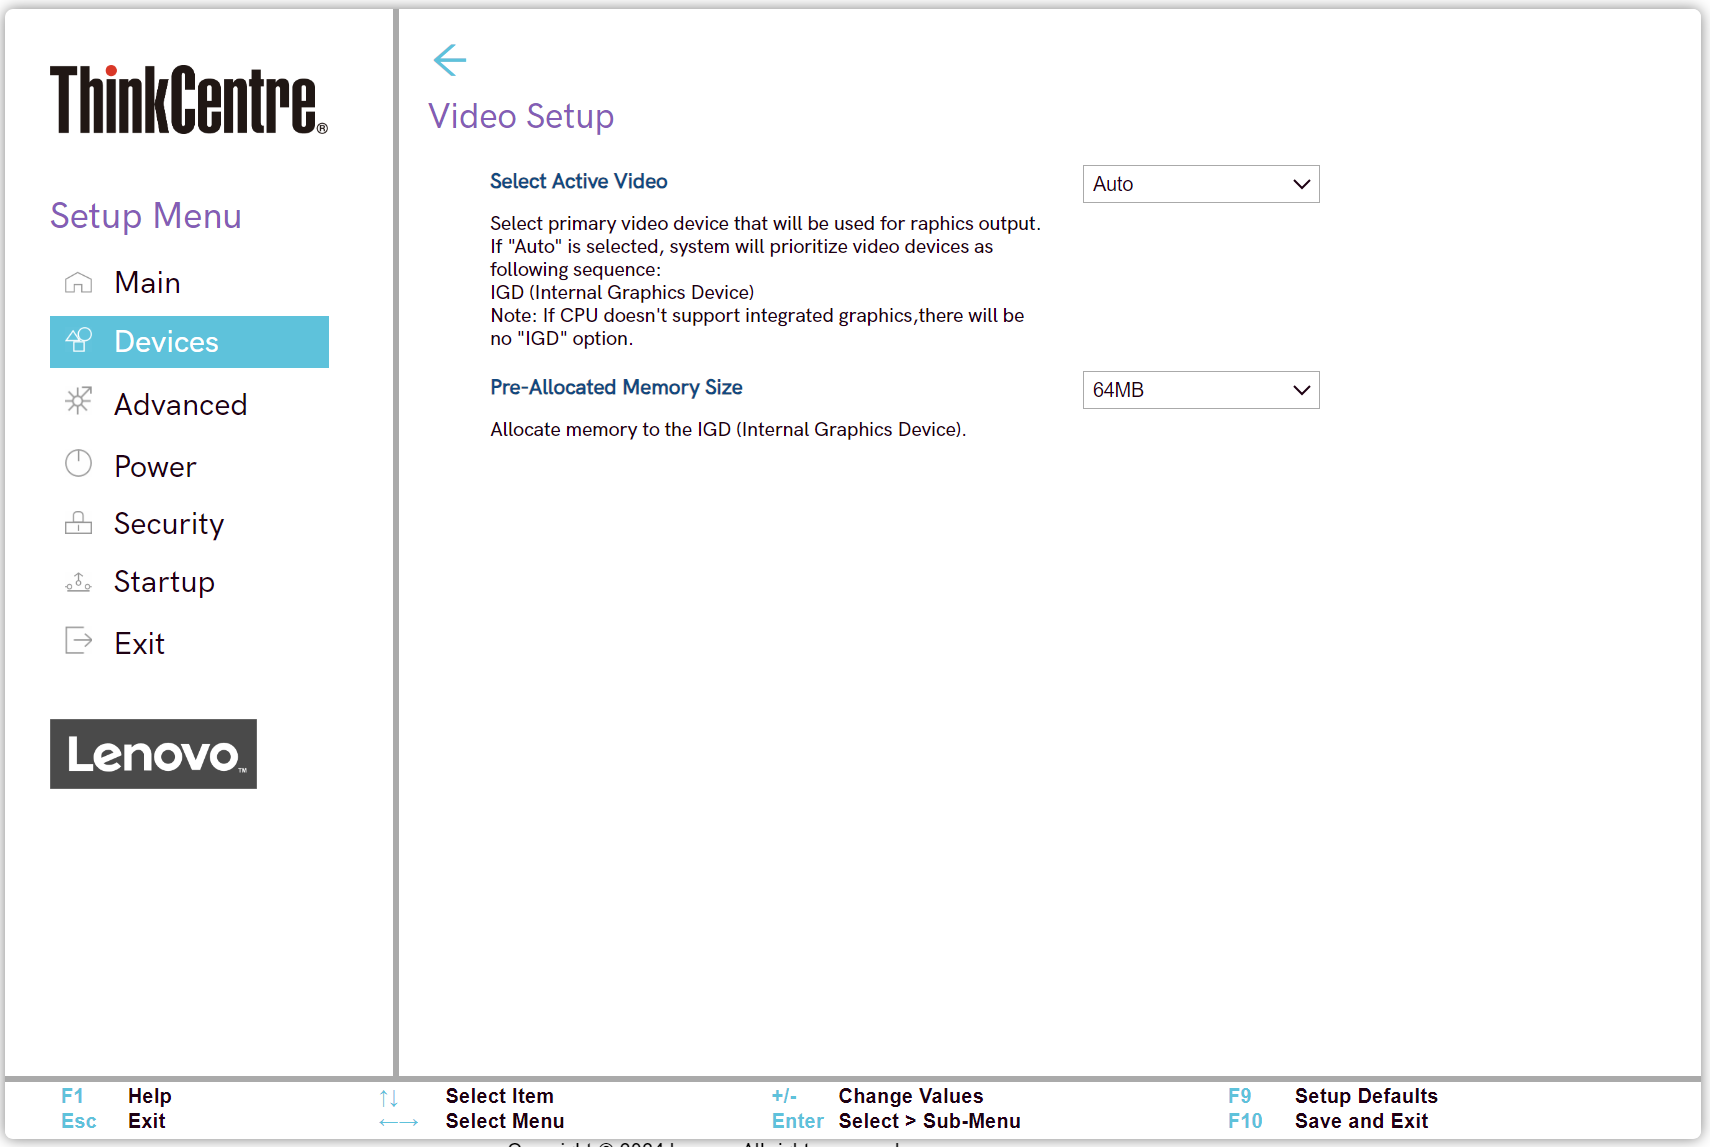 ThinkCentre®
Setup Menu
Main
Devices
Advanced
Power
Security
Startup
Exit
Lenovo™
Video Setup
Select Active Video
Auto
Select primary video device that will be used for raphics output.
If "Auto" is selected, system will prioritize video devices as
following sequence:
IGD (Internal Graphics Device)
Note: If CPU doesn't support integrated graphics,there will be
no "IGD" option.
Pre-Allocated Memory Size
64MB
Allocate memory to the IGD (Internal Graphics Device).
F1 Help ↑↓ Select Item +/- Change Values F9 Setup Defaults
Esc Exit ←→ Select Menu Enter Select > Sub-Menu F10 Save and Exit